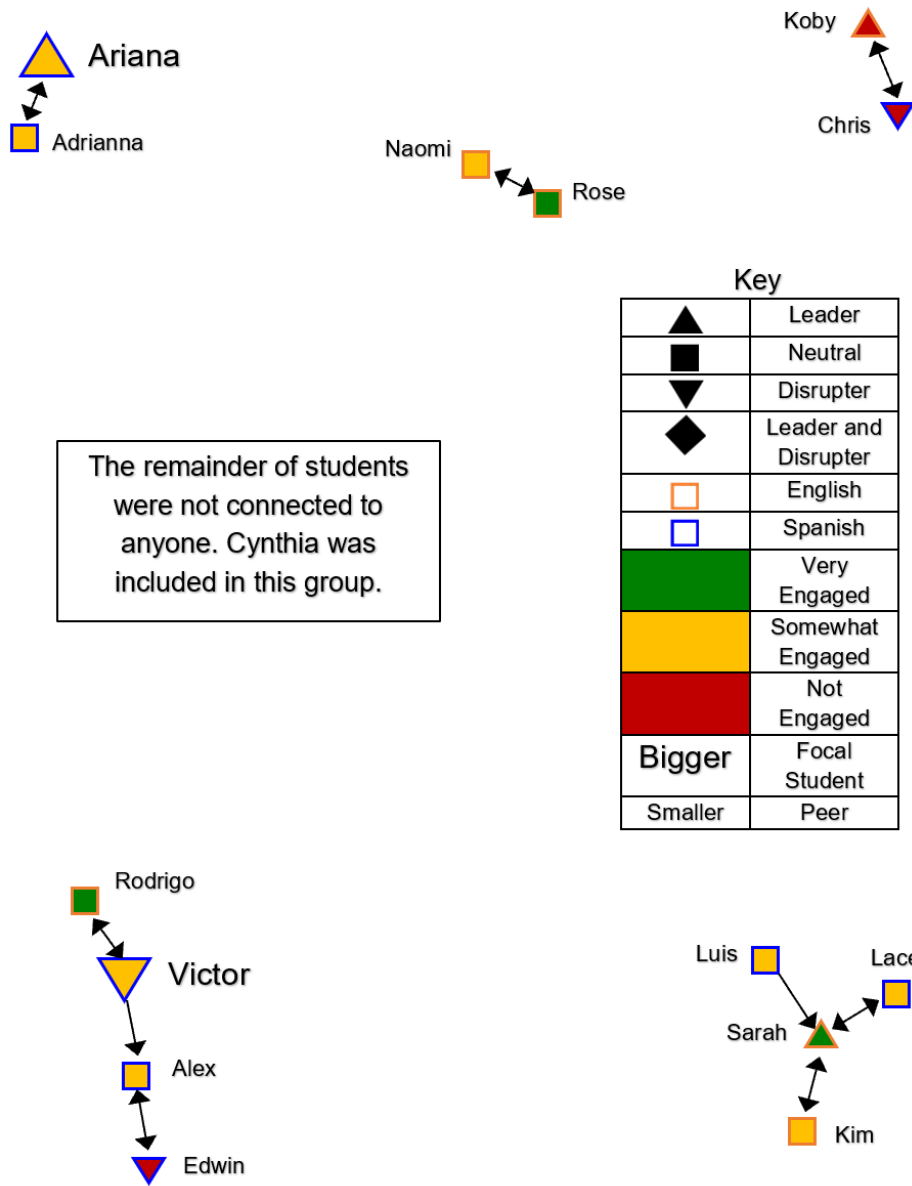 Koby
Ariana
Chris
Adrianna
Naomi
Rose
Key
Leader
Neutral
Disrupter
Leader and
Disrupter
English
Spanish
Very
Engaged
Somewhat
Engaged
Not
Engaged
Bigger
Focal
Student
Smaller
Peer
The remainder of students
were not connected to
anyone. Cynthia was
included in this group.
Rodrigo
Victor
Alex
Edwin
Luis
Lace
Sarah
Kim